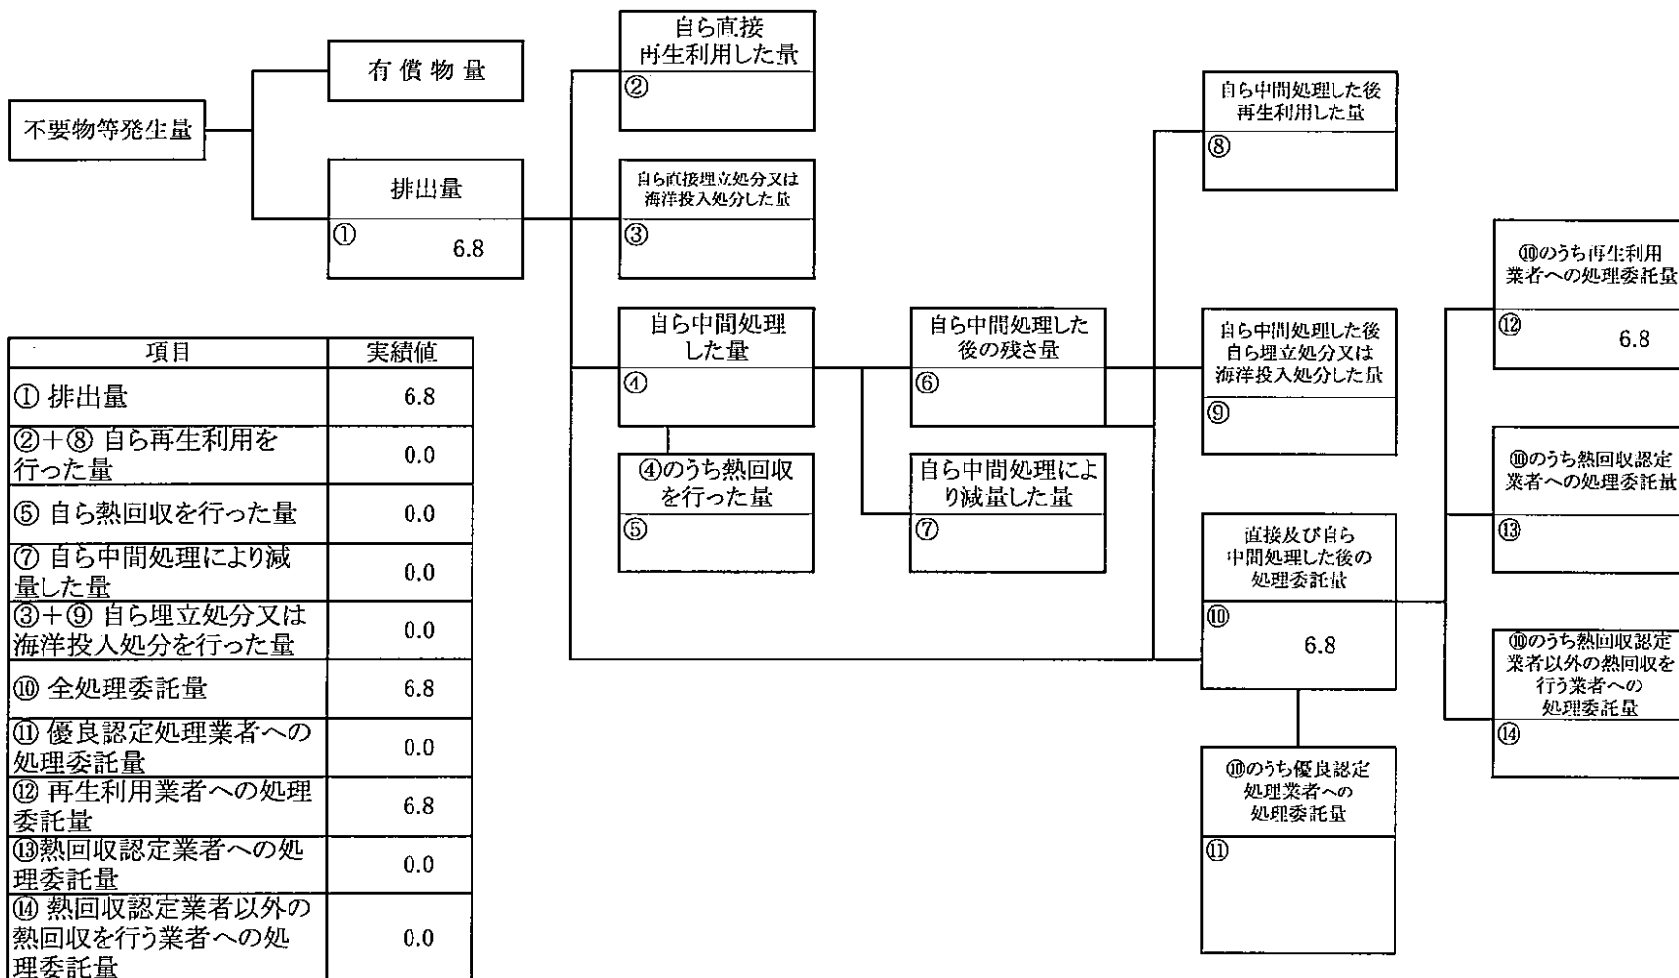 不要物等発生量
有償物量
排出量
①
6.8
自ら直接
再生利用した量
②
自ら直接埋立処分又は
海洋投入処分した量
③
自ら中間処理
した量
④
④のうち熱回収
を行った量
⑤
自ら中間処理した
後の残さ量
⑥
自ら中間処理によ
り減量した量
⑦
自ら中間処理した後
再生利用した量
⑧
自ら中間処理した後
自ら埋立処分又は
海洋投入処分した量
⑨
直接及び自ら
中間処理した後の
処理委託量
⑩
6.8
⑩のうち優良認定
処理業者への
処理委託量
⑪
⑩のうち再生利用
業者への処理委託量
⑫
6.8
⑩のうち熱回収認定
業者への処理委託量
⑬
⑩のうち熱回収認定
業者以外の熱回収を
行う業者への
処理委託量
⑭
項目 実績値
① 排出量 6.8
②+⑧ 自ら再生利用を
行った量 0.0
⑤ 自ら熱回収を行った量 0.0
⑦ 自ら中間処理により減
量した量 0.0
③+⑨ 自ら埋立処分又は
海洋投入処分を行った量 0.0
⑩ 全処理委託量 6.8
⑪ 優良認定処理業者への
処理委託量 0.0
⑫ 再生利用業者への処理
委託量 6.8
⑬熱回収認定業者への処
理委託量 0.0
⑭ 熱回収認定業者以外の
熱回収を行う業者への処
理委託量 0.0